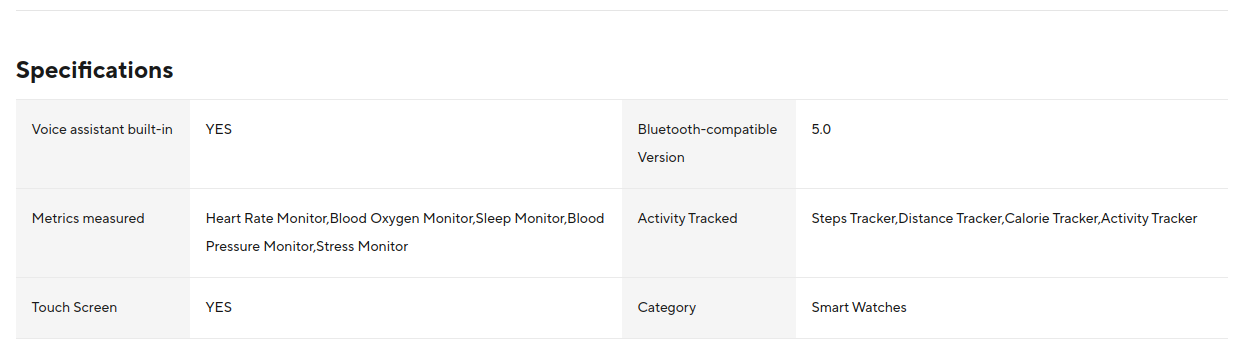 Specifications
Voice assistant built-in
YES
Bluetooth-compatible
Version
5.0
Metrics measured
Heart Rate Monitor,Blood Oxygen Monitor,Sleep Monitor,Blood
Pressure Monitor,Stress Monitor
Activity Tracked
Steps Tracker,Distance Tracker,Calorie Tracker,Activity Tracker
Touch Screen
YES
Category
Smart Watches